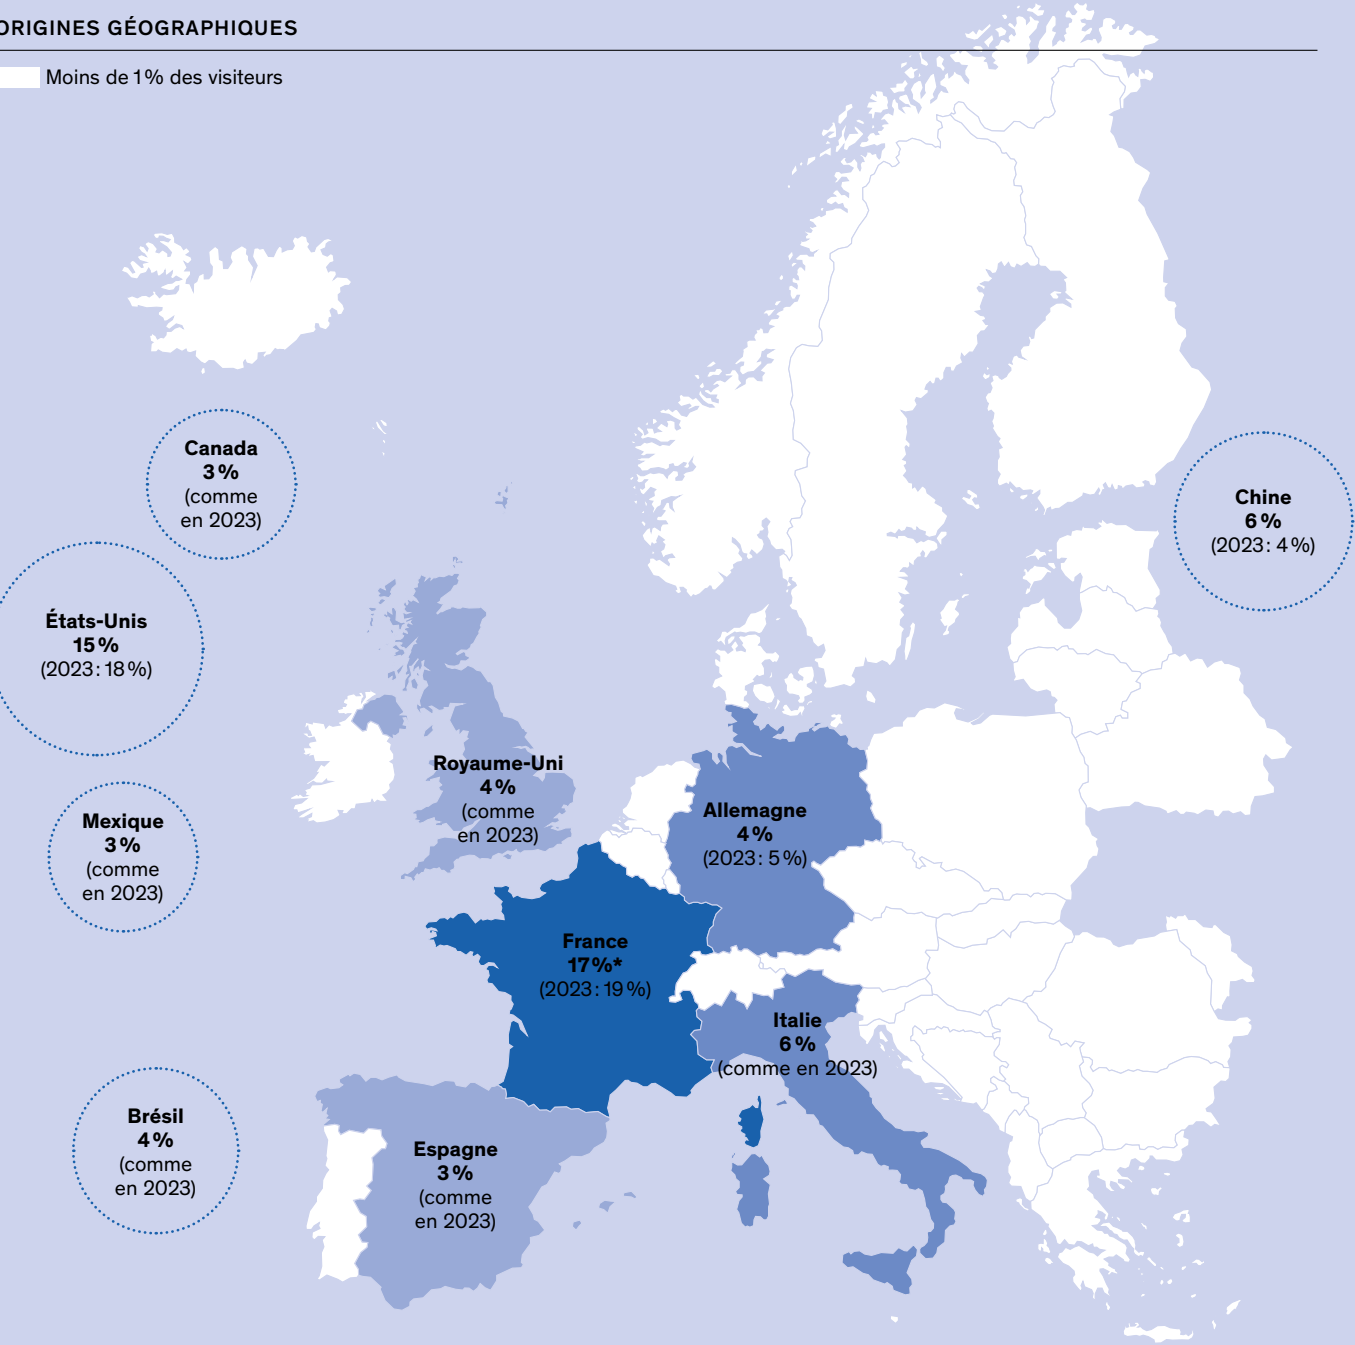 ORIGINES GÉOGRAPHIQUES
Moins de 1% des visiteurs
Canada
3%
(comme
en 2023)
Chine
6%
(2023: 4%)
États-Unis
15%
(2023: 18%)
Royaume-Uni
4%
(comme
en 2023)
Allemagne
4%
(2023: 5%)
Mexique
3%
(comme
en 2023)
France
17%*
(2023: 19%)
Italie
6%
(comme en 2023)
Brésil
4%
(comme
en 2023)
Espagne
3%
(comme
en 2023)